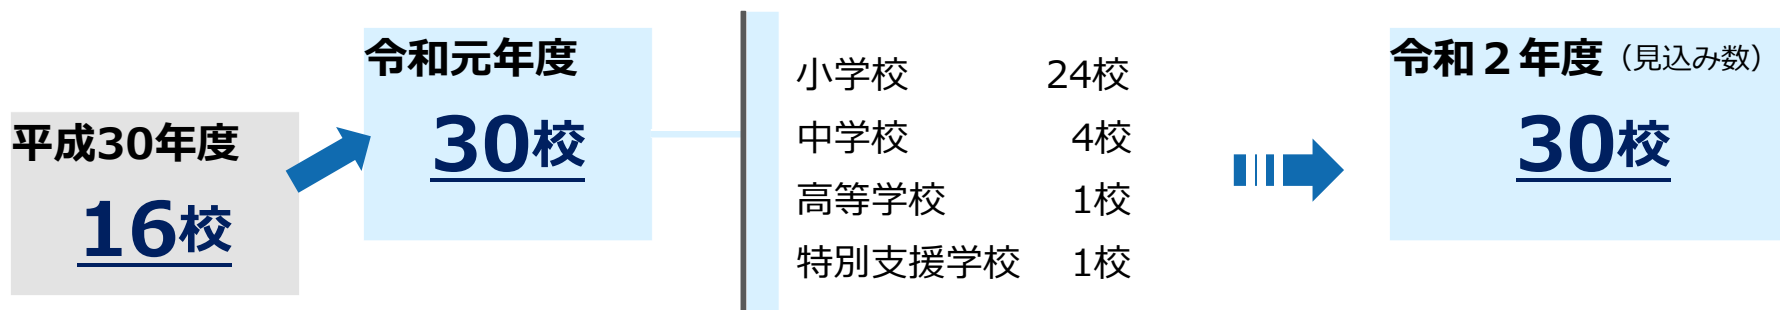 平成30年度
16校
令和元年度
30校
小学校 24校
中学校 4校
高等学校 1校
特別支援学校 1校
令和２年度（見込み数）
30校